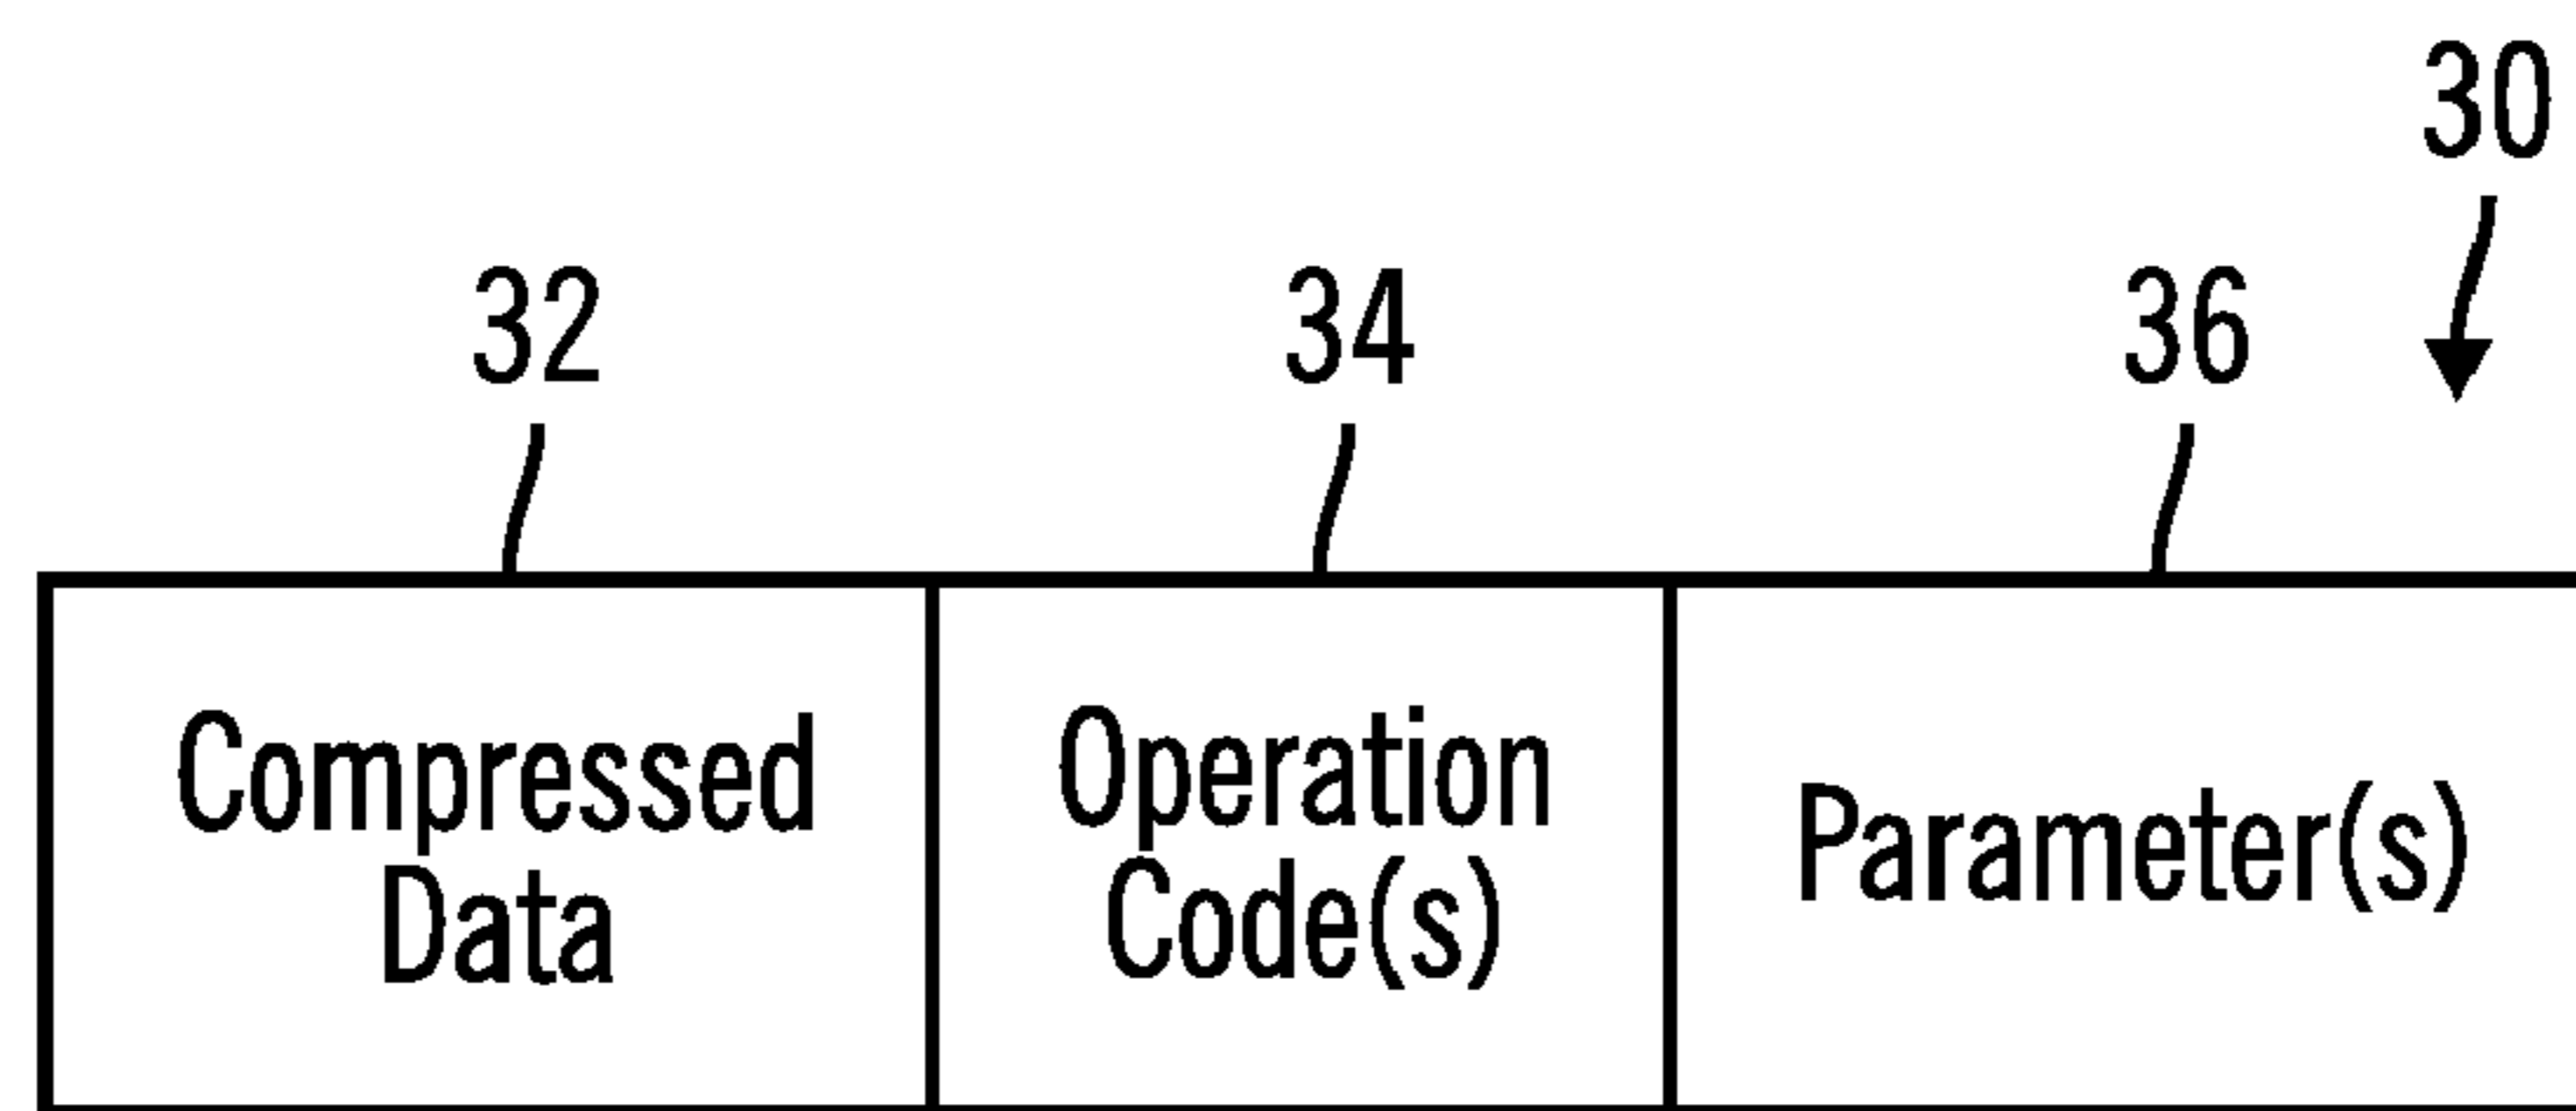 30
32
34
36
Compressed
Data
Operation
Code(s)
Parameter(s)